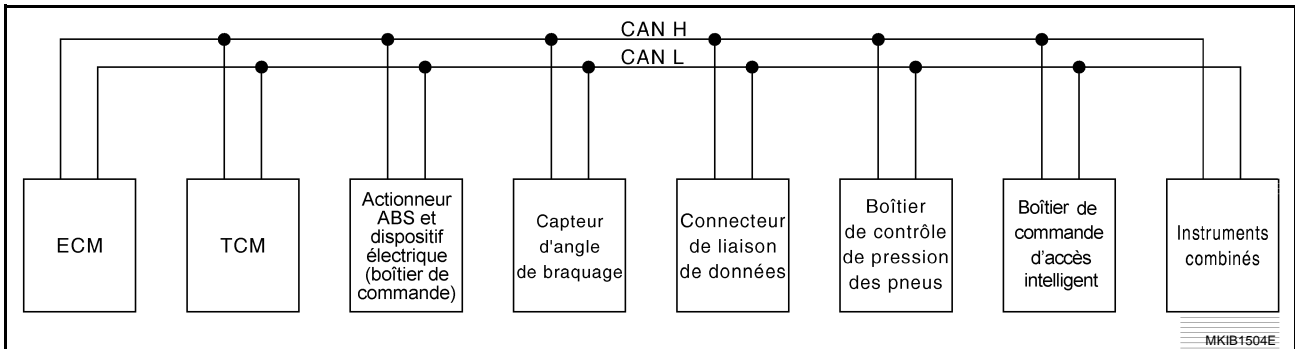 CAN H
CAN L
ECM
TCM
Actionneur
ABS et
dispositif
électrique
(boîtier de
commande)
Capteur
d'angle
de braquage
Connecteur
de liaison
de données
Boîtier
de contrôle
de pression
des pneus
Boîtier de
commande
d'accès
intelligent
Instruments
combinés
MKIB1504E